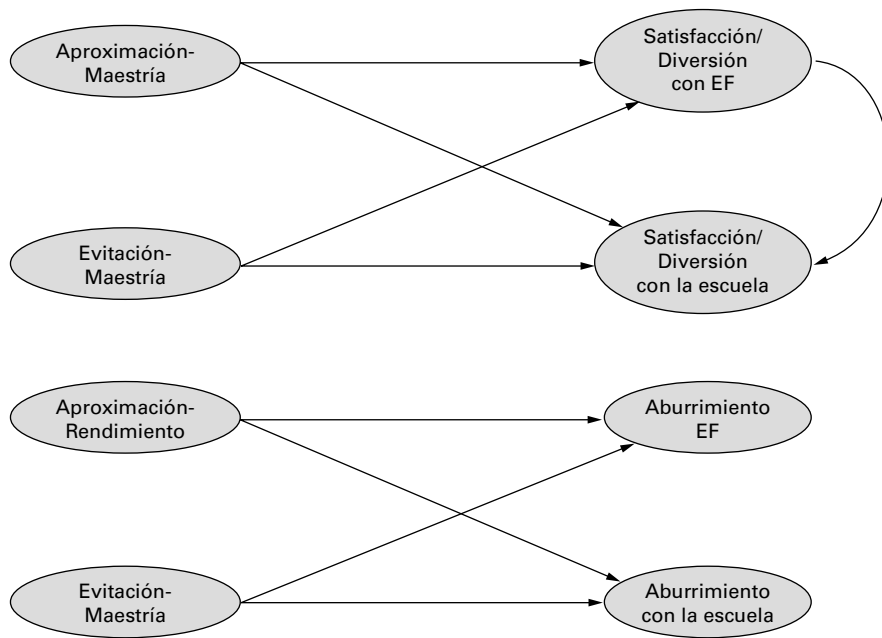 Aproximación-
Maestría
Satisfacción/
Diversión
con EF
Evitación-
Maestría
Satisfacción/
Diversión
con la escuela
Aproximación-
Rendimiento
Aburrimiento
EF
Evitación-
Maestría
Aburrimiento
con la escuela